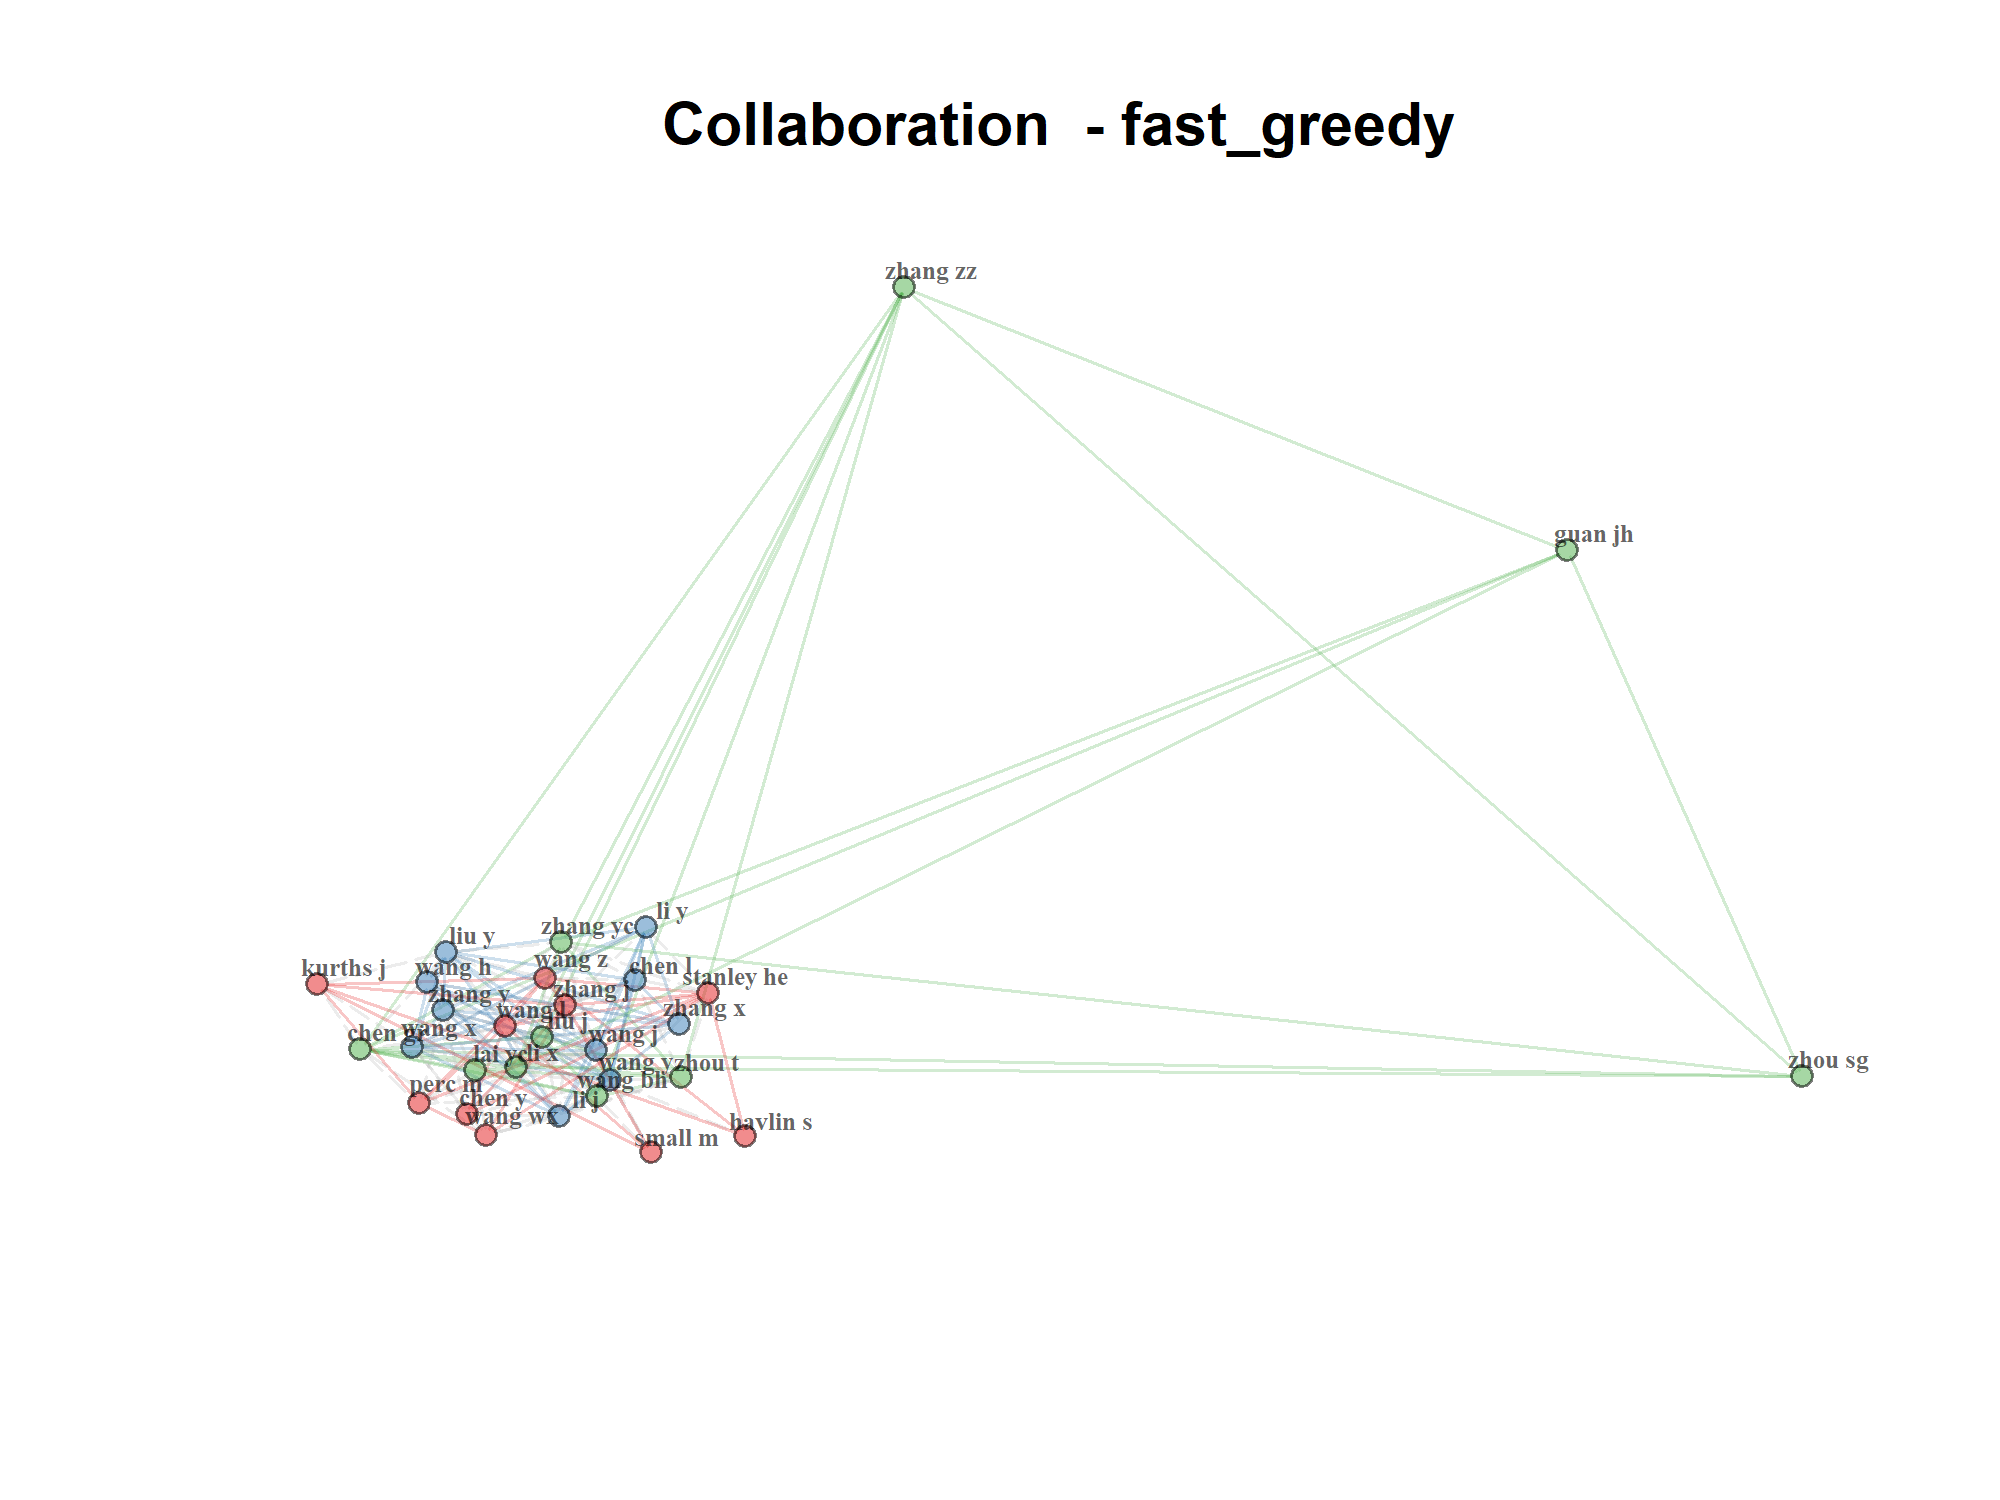 Collaboration  - fast_greedy
zhang zz
guan jh
li y
zhang yc
liu y
wang z
chen l
kurths j
wang h
stanley he
zhang j
zhang y
zhang x
liu j
wang x
chen gr
wang j
lai yc
li x
wang y
zhou t
zhou sg
wang bh
perc m
chen y
li j
wang wx
havlin s
small m